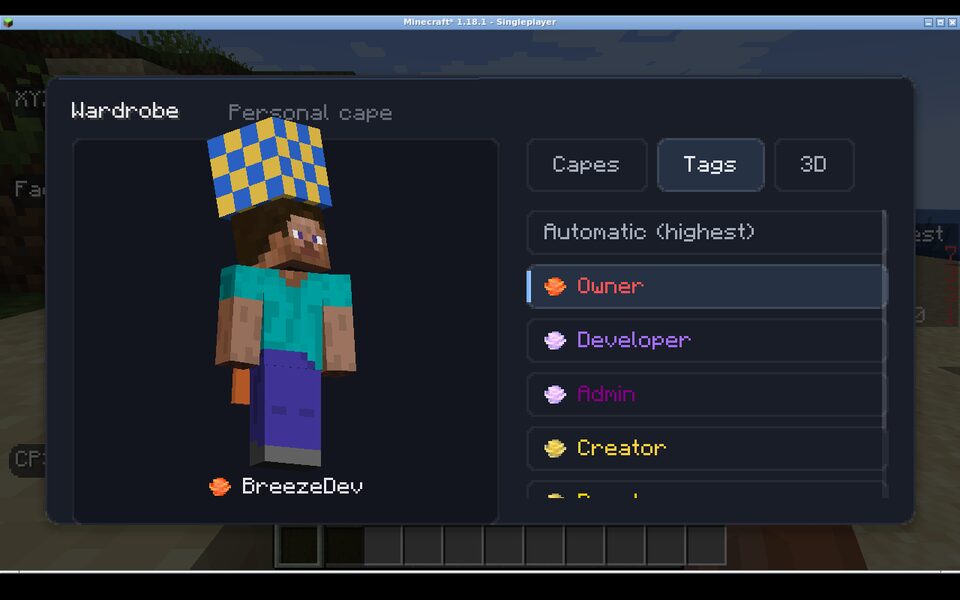 Minecraft* 1.18.1 - Singleplayer
Wardrobe
Personal cape
Capes
Tags
3D
Automatic (highest)
Owner
Developer
Admin
Creator
BreezeDev